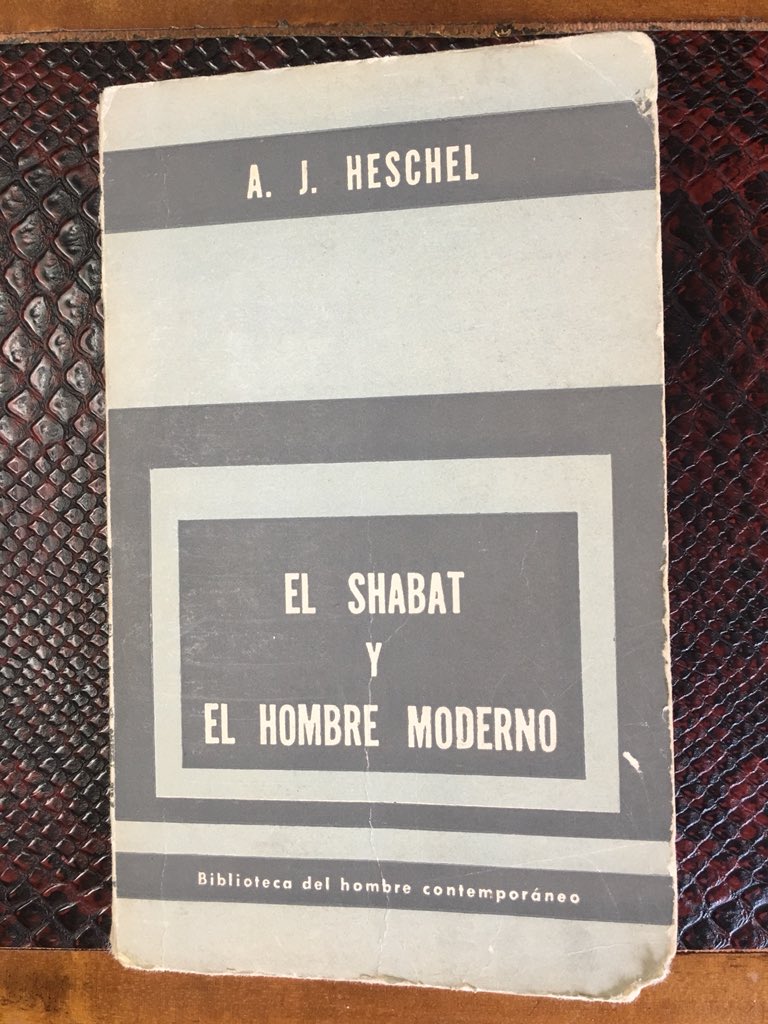 A. J. HESCHEL
EL SHABAT
Y
EL HOMBRE MODERNO
Biblioteca del hombre contemporáneo